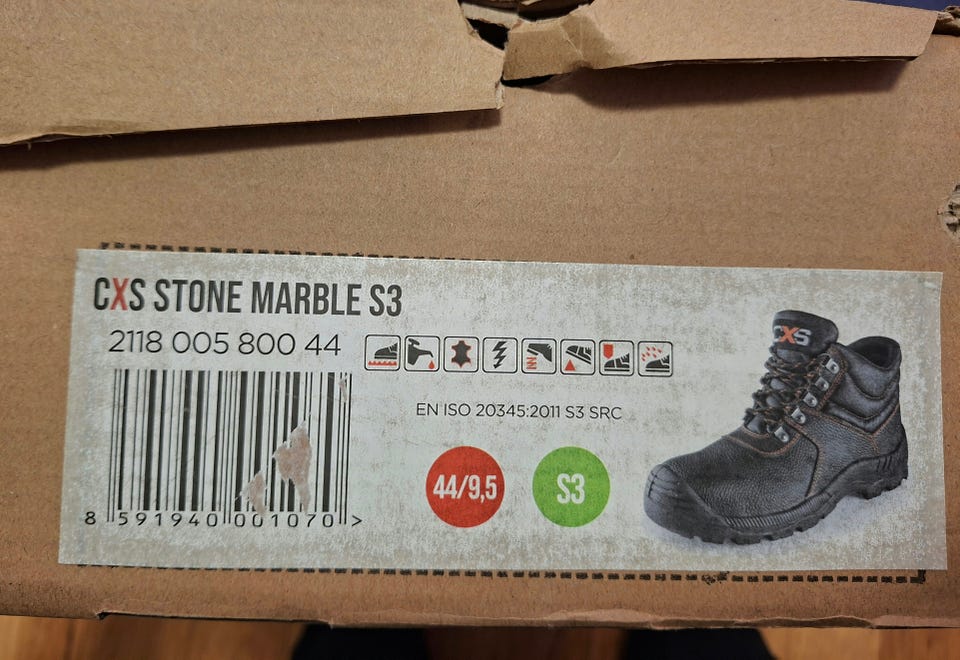 CXS STONE MARBLE S3
2118 005 800 44
EN ISO 20345:2011 S3 SRC
44/9,5
S3
8 591940 001070 >
CXS